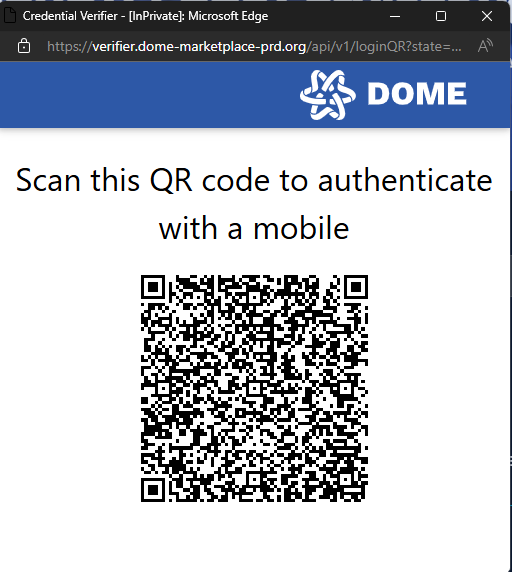 Credential Verifier - [InPrivate]: Microsoft Edge
https://verifier.dome-marketplace-prd.org/api/v1/loginQR?state=...
DOME
Scan this QR code to authenticate
with a mobile